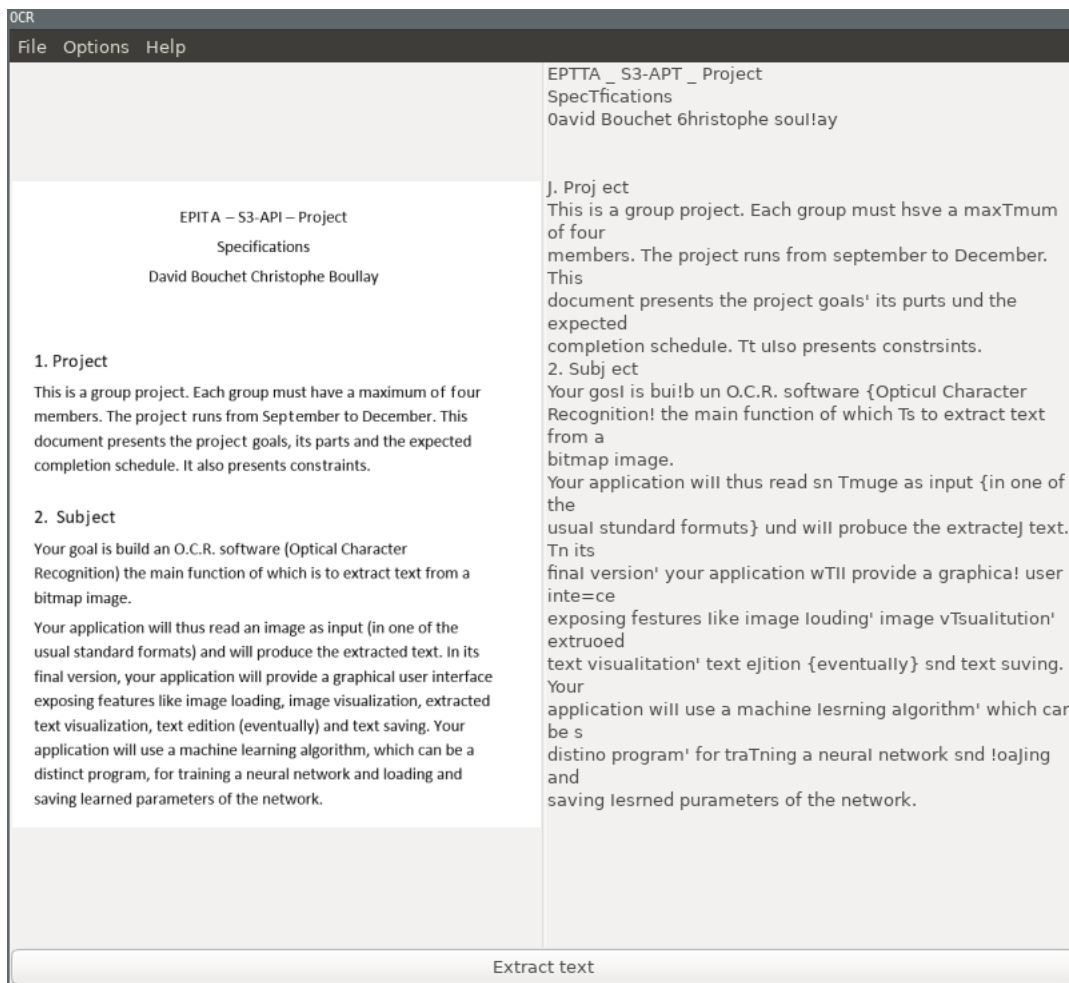 OCR
File Options Help
EPITA – S3-API – Project
Specifications
David Bouchet Christophe Boullay
1. Project
This is a group project. Each group must have a maximum of four
members. The project runs from September to December. This
document presents the project goals, its parts and the expected
completion schedule. It also presents constraints.
2. Subject
Your goal is build an O.C.R. software (Optical Character
Recognition) the main function of which is to extract text from a
bitmap image.
Your application will thus read an image as input (in one of the
usual standard formats) and will produce the extracted text. In its
final version, your application will provide a graphical user interface
exposing features like image loading, image visualization, extracted
text visualization, text edition (eventually) and text saving. Your
application will use a machine learning algorithm, which can be a
distinct program, for training a neural network and loading and
saving learned parameters of the network.
EPTTA _ S3-APT _ Project
SpecTfications
0avid Bouchet 6hristophe souI!ay
J. Proj ect
This is a group project. Each group must hsve a maxTmum
of four
members. The project runs from september to December.
This
document presents the project goaIs' its purts und the
expected
compIetion scheduIe. Tt uIso presents constrsints.
2. Subj ect
Your gosI is bui!b un O.C.R. software {OpticuI Character
Recognition! the main function of which Ts to extract text
from a
bitmap image.
Your appIication wiII thus read sn Tmuge as input {in one of
the
usuaI stundard formuts} und wiII probuce the extracteJ text.
Tn its
finaI version' your appIication wTII provide a graphica! user
inte=ce
exposing festures Iike image Iouding' image vTsuaIitution'
extruoed
text visuaIitation' text eJition {eventuaIIy} snd text suving.
Your
appIication wiII use a machine Iesrning aIgorithm' which can
be s
distino program' for traTning a neuraI network snd !oaJing
and
saving Iesrned purameters of the network.
Extract text